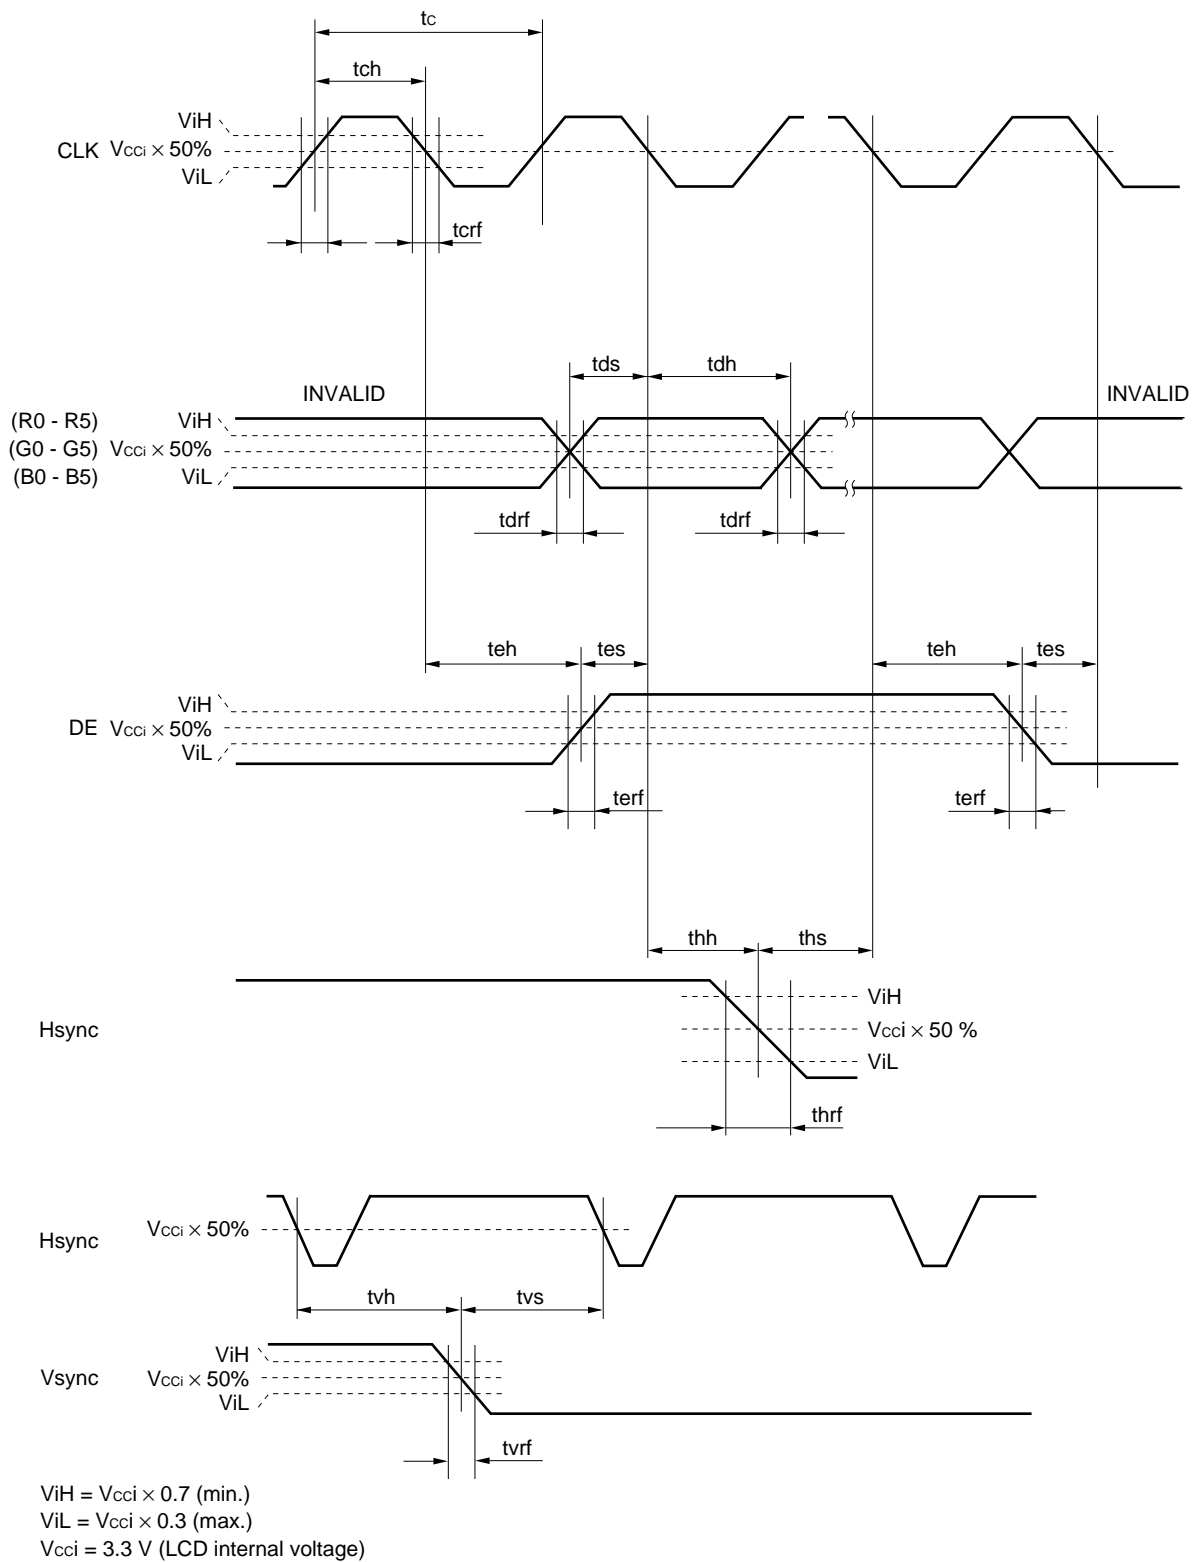 tc
tch
ViH
CLK Vcci × 50%
ViL
tcrf
tds tdh
INVALID INVALID
(R0 - R5) ViH
(G0 - G5) Vcci × 50%
(B0 - B5) ViL
tdrf tdrf
teh tes teh tes
ViH
DE Vcci × 50%
ViL
terf terf
thh ths
ViH
Hsync Vcci × 50 %
ViL
thrf
Hsync Vcci × 50%
tvh tvs
ViH
Vsync Vcci × 50%
ViL
tvrf
ViH = Vcci × 0.7 (min.)
ViL = Vcci × 0.3 (max.)
Vcci = 3.3 V (LCD internal voltage)